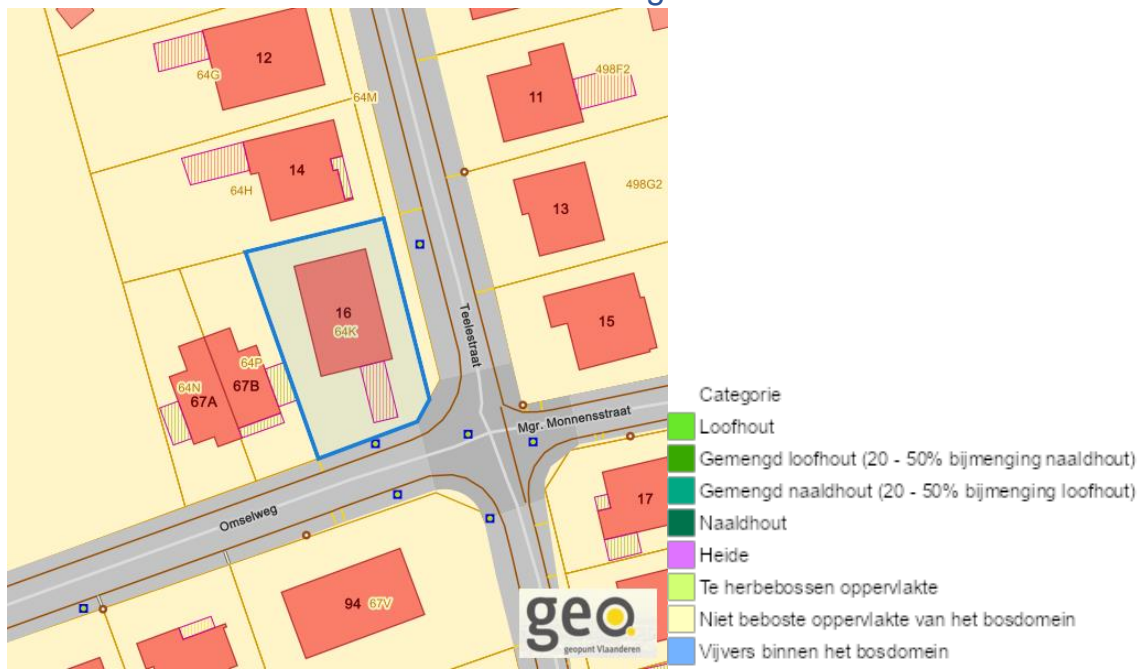 12
64G
64M
11
498F2
14
64H
13
498G2
16
64K
Teelestraat
15
64P
64N
67B
67A
Mgr. Monnensstraat
17
Omselweg
94 67V
geo.
geopunt Vlaanderen
Categorie
Loofhout
Gemengd loofhout (20 - 50% bijmenging naaldhout)
Gemengd naaldhout (20 - 50% bijmenging loofhout)
Naaldhout
Heide
Te herbebossen oppervlakte
Niet beboste oppervlakte van het bosdomein
Vijvers binnen het bosdomein